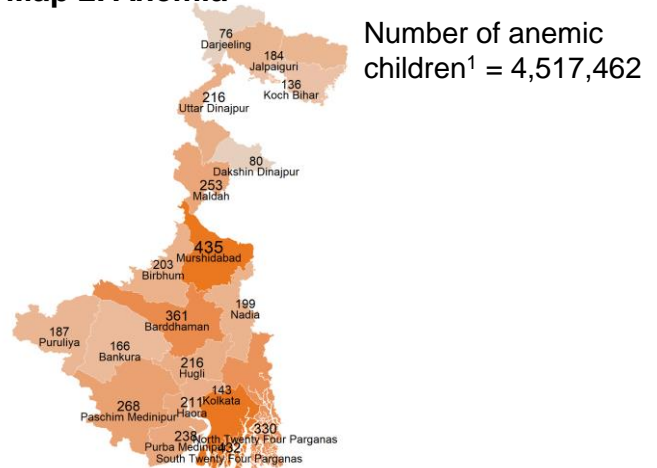 Map 2: Anemia
Number of anemic
children1 = 4,517,462
76
Darjeeling
184
Jalpaiguri
136
Koch Bihar
216
Uttar Dinajpur
80
Dakshin Dinajpur
253
Maldah
435
Murshidabad
203
Birbhum
199
Nadia
361
Barddhaman
187
Puruliya
166
Bankura
216
Hugli
143
Kolkata
211
Haora
268
Paschim Medinipur
330
North Twenty Four Parganas
238
Purba Medinipur
432
South Twenty Four Parganas